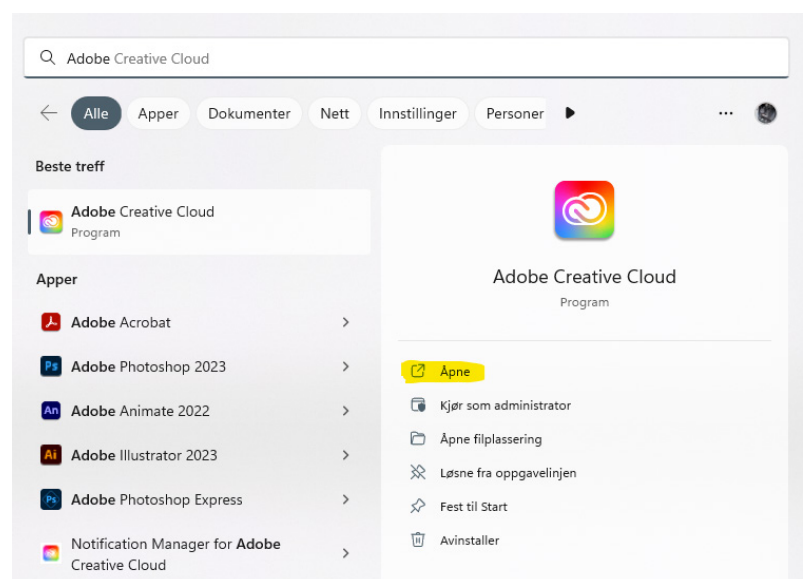 Adobe Creative Cloud
Alle Apper Dokumenter Nett Innstillinger Personer
Beste treff
Adobe Creative Cloud
Program
Apper
Adobe Acrobat
Ps Adobe Photoshop 2023
An Adobe Animate 2022
Ai Adobe Illustrator 2023
Ps Adobe Photoshop Express
Notification Manager for Adobe
Creative Cloud
Adobe Creative Cloud
Program
Åpne
Kjør som administrator
Åpne filplassering
Løsne fra oppgavelinjen
Fest til Start
Avinstaller